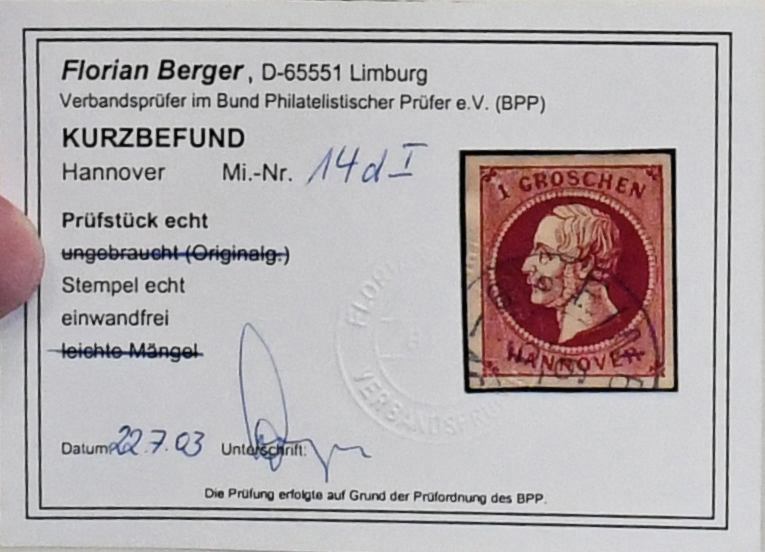 Florian Berger, D-65551 Limburg
Verbandsprüfer im Bund Philatelistischer Prüfer e.V. (BPP)
KURZBEFUND
Hannover Mi.-Nr. 14d I
Prüfstück echt
ungebraucht (Originalg.)
Stempel echt
einwandfrei
leichte Mängel
Datum: 22.7.03 Unterschrift:
Die Prüfung erfolgte auf Grund der Prüfordnung des BPP.
1 GROSCHEN
HANNOVER
FLORIAN
VERBANDSPRÜFER